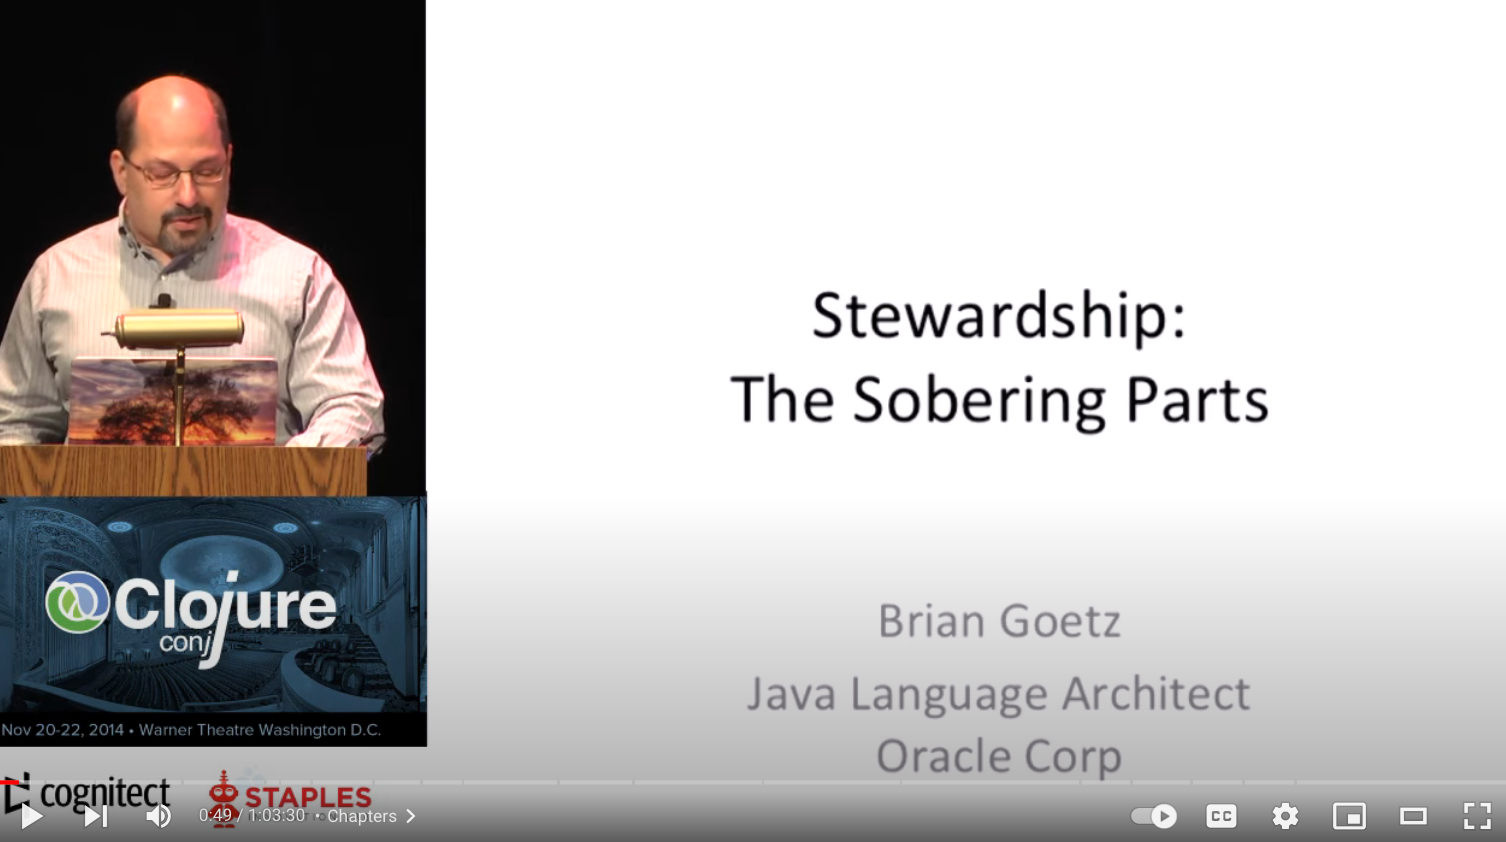 Stewardship:
The Sobering Parts
Brian Goetz
Java Language Architect
Oracle Corp
Clojure
conj
Nov 20-22, 2014 • Warner Theatre Washington D.C.
cognitect
STAPLES
0:49 / 1:03:30 • Chapters
CC